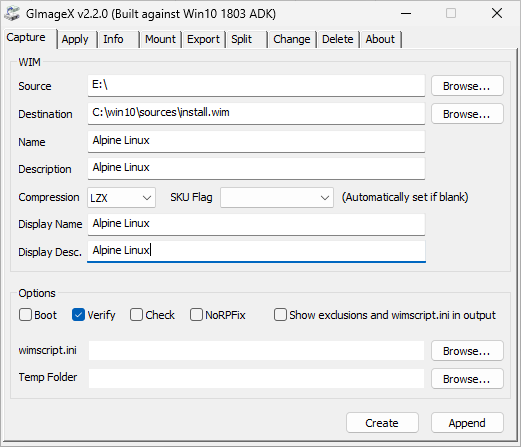 GImageX v2.2.0 (Built against Win10 1803 ADK)
Capture Apply Info Mount Export Split Change Delete About
WIM
Source E:\ Browse...
Destination C:\win10\sources\install.wim Browse...
Name Alpine Linux
Description Alpine Linux
Compression LZX SKU Flag (Automatically set if blank)
Display Name Alpine Linux
Display Desc. Alpine Linux
Options
Boot Verify Check NoRPFix Show exclusions and wimscript.ini in output
wimscript.ini Browse...
Temp Folder Browse...
Create Append